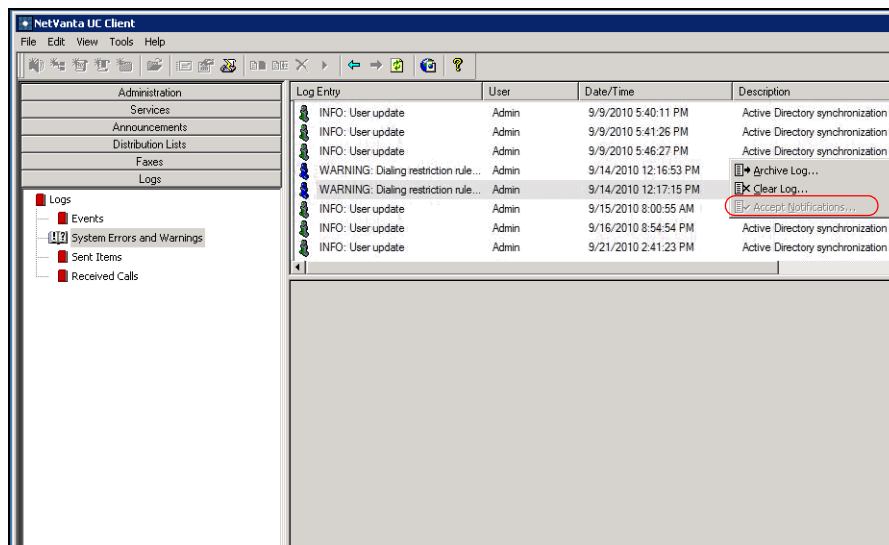 NetVanta UC Client
File Edit View Tools Help
Administration
Services
Announcements
Distribution Lists
Faxes
Logs
Logs
Events
System Errors and Warnings
Sent Items
Received Calls
Log Entry User Date/Time Description
INFO: User update Admin 9/9/2010 5:40:11 PM Active Directory synchronization
INFO: User update Admin 9/9/2010 5:41:26 PM Active Directory synchronization
INFO: User update Admin 9/9/2010 5:46:27 PM Active Directory synchronization
WARNING: Dialing restriction rule... Admin 9/14/2010 12:16:53 PM
WARNING: Dialing restriction rule... Admin 9/14/2010 12:17:15 PM
INFO: User update Admin 9/15/2010 8:00:55 AM
INFO: User update Admin 9/16/2010 8:54:54 PM Active Directory synchronization
INFO: User update Admin 9/21/2010 2:41:23 PM Active Directory synchronization
Archive Log...
Clear Log...
Accept Notifications...